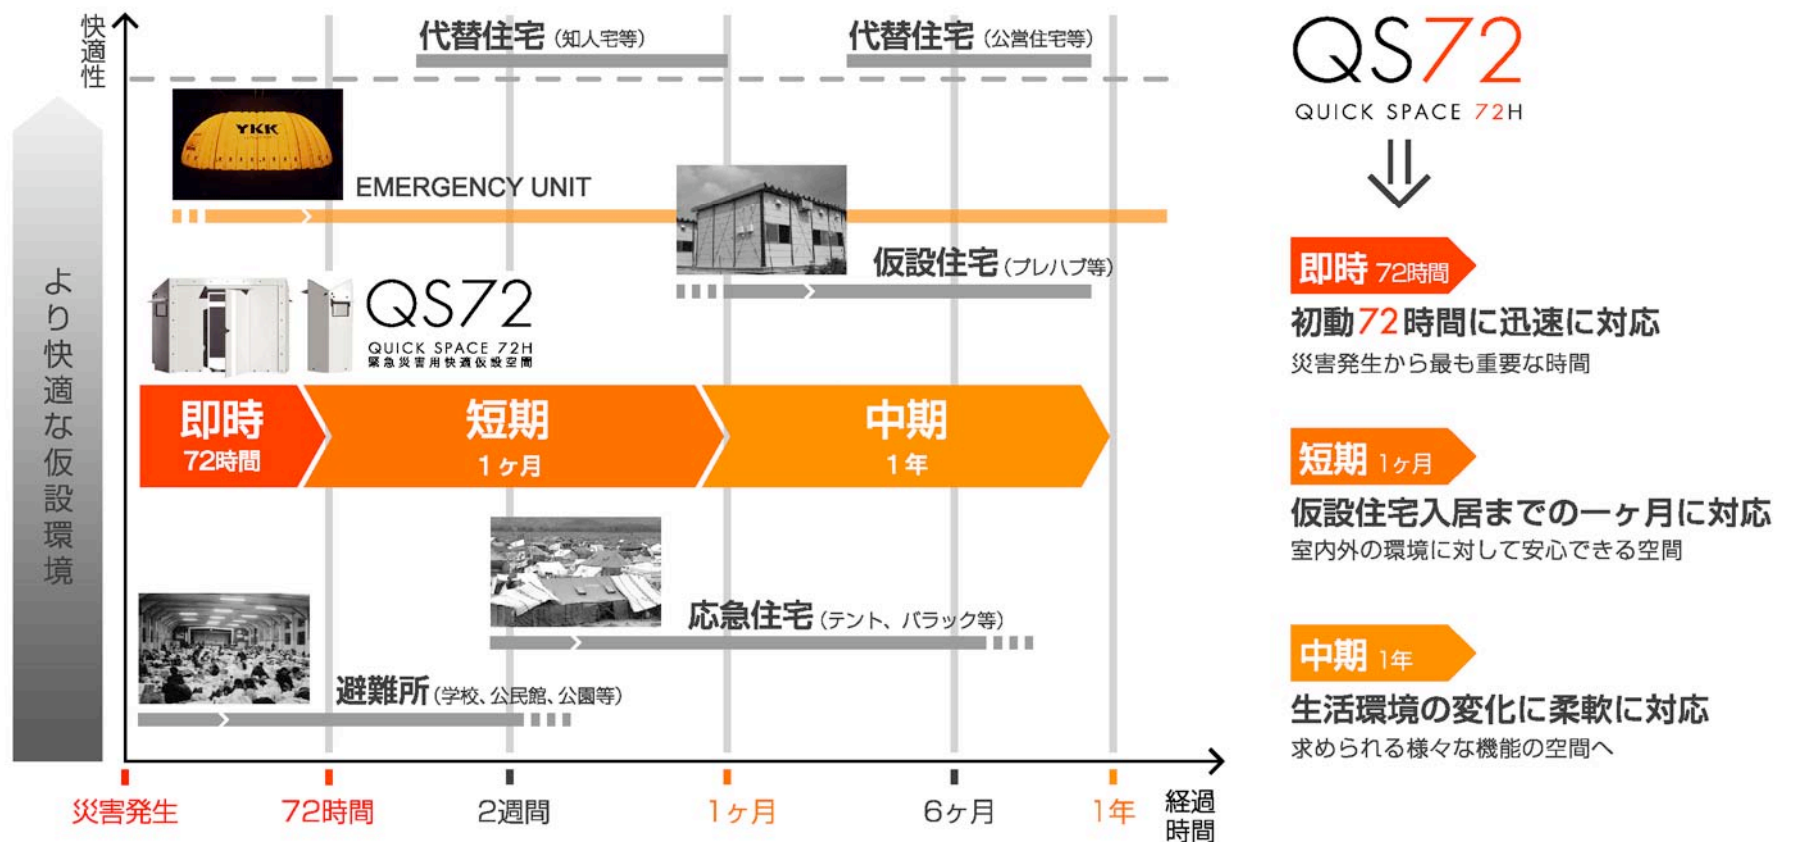 快適性
代替住宅（知人宅等）
代替住宅（公営住宅等）
YKK
EMERGENCY UNIT
仮設住宅（プレハブ等）
より快適な仮設環境
QS72
QUICK SPACE 72H
緊急災害用快適仮設空間
即時
72時間
短期
1ヶ月
中期
1年
応急住宅（テント、バラック等）
避難所（学校、公民館、公園等）
災害発生
72時間
2週間
1ヶ月
6ヶ月
1年
経過
時間
QS72
QUICK SPACE 72H
即時 72時間
初動72時間に迅速に対応
災害発生から最も重要な時間
短期 1ヶ月
仮設住宅入居までの一ヶ月に対応
室内外の環境に対して安心できる空間
中期 1年
生活環境の変化に柔軟に対応
求められる様々な機能の空間へ